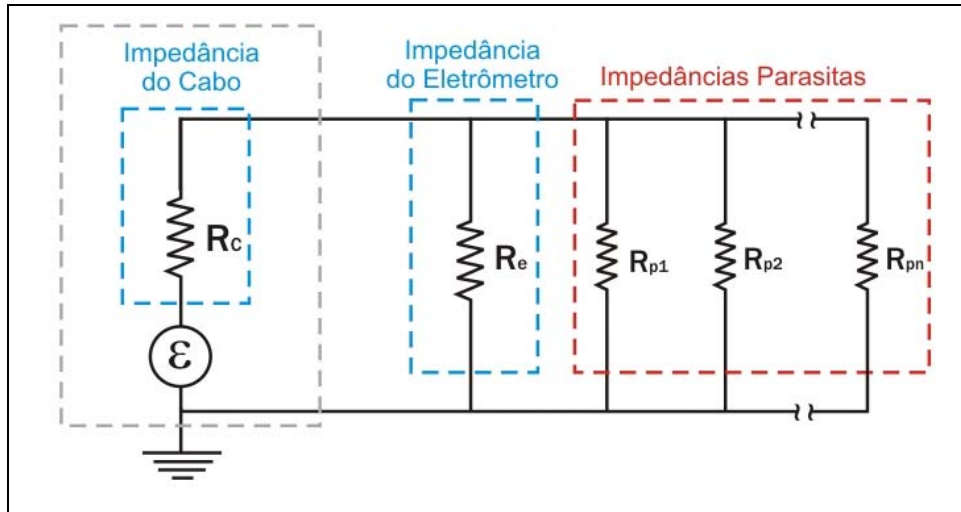 Impedância
do Cabo
Impedância
do Eletrômetro
Impedâncias Parasitas
Rc
Re
Rp1
Rp2
Rpn
ε